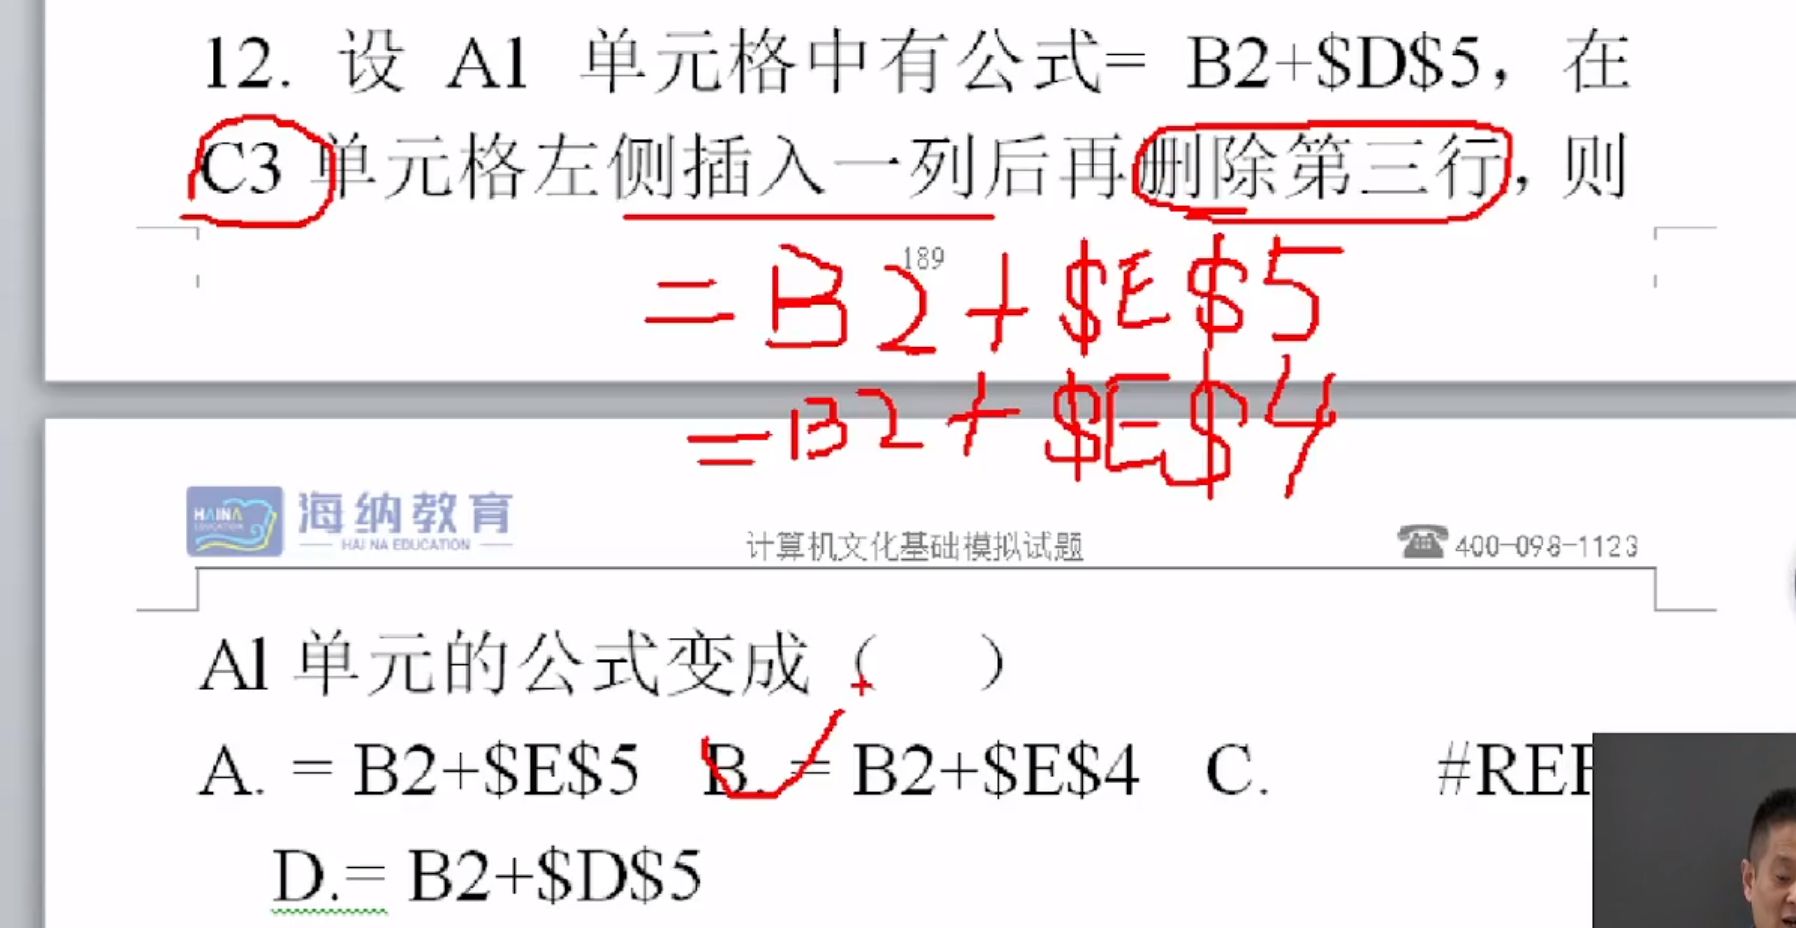 12. 设 A1 单元格中有公式= B2+$D$5，在
C3 单元格左侧插入一列后再删除第三行，则
189
=B2+$E$5
=B2+$E$4
HAINA
EDUCATION
海纳教育
HAI NA EDUCATION
计算机文化基础模拟试题
400-098-1123
A1 单元的公式变成（ ）
A. = B2+$E$5 B. = B2+$E$4 C. #REF
D.= B2+$D$5